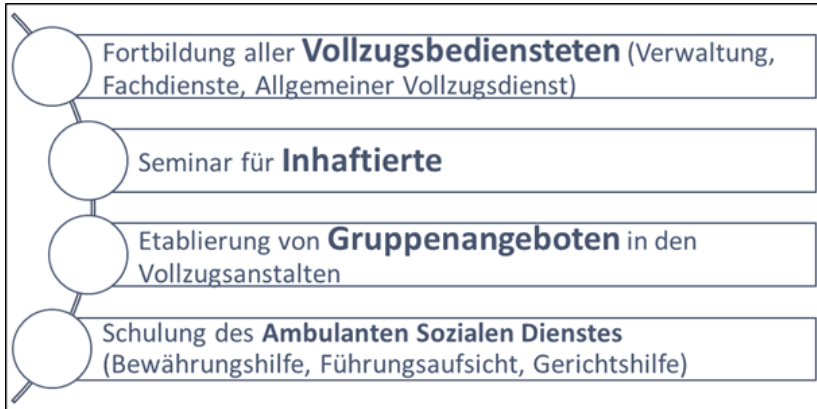 Fortbildung aller Vollzugsbediensteten (Verwaltung,
Fachdienste, Allgemeiner Vollzugsdienst)
Seminar für Inhaftierte
Etablierung von Gruppenangeboten in den
Vollzugsanstalten
Schulung des Ambulanten Sozialen Dienstes
(Bewährungshilfe, Führungsaufsicht, Gerichtshilfe)